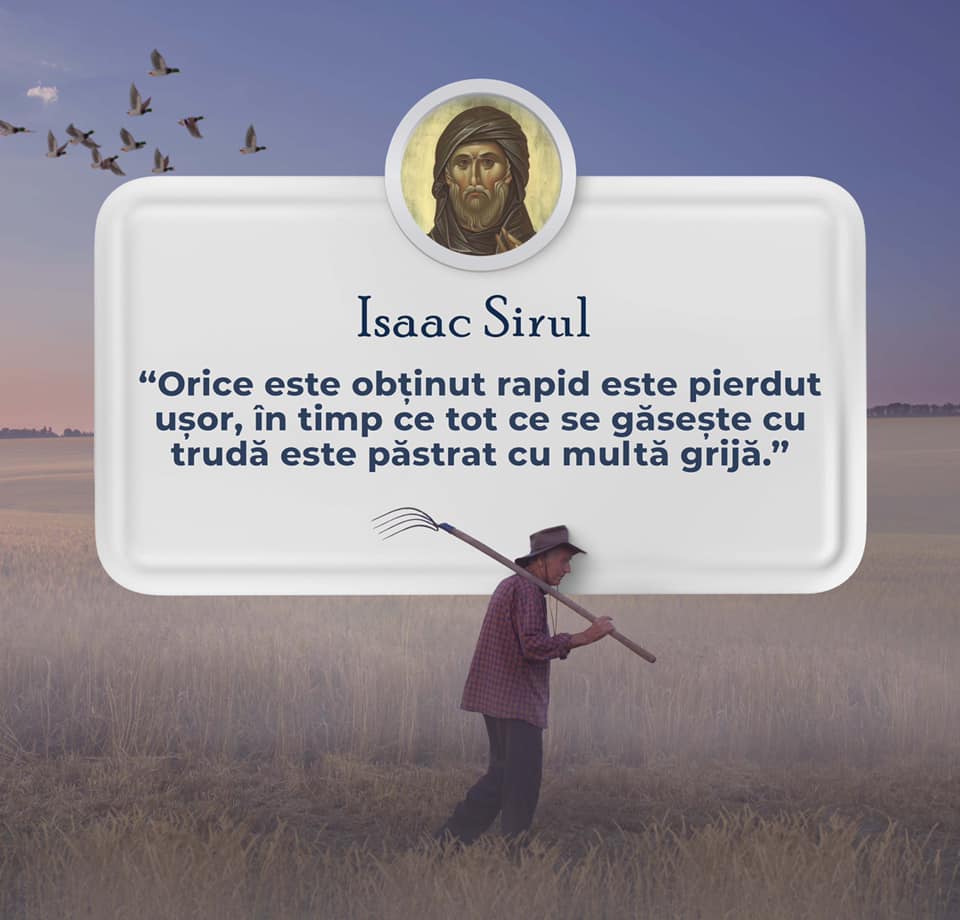 Isaac Sirul
“Orice este obținut rapid este pierdut
ușor, în timp ce tot ce se găsește cu
trudă este păstrat cu multă grijă.”